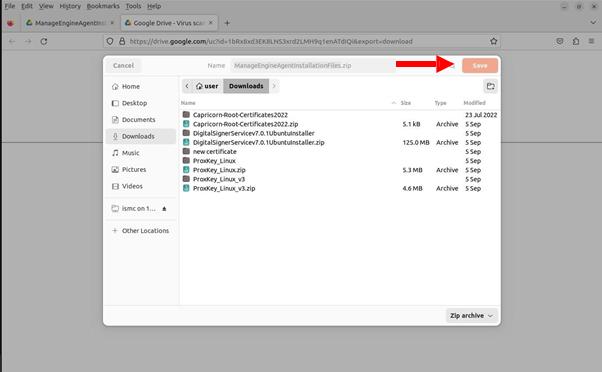 File Edit View History Bookmarks Tools Help
ManageEngineAgentInst
Google Drive - Virus scan
https://drive.google.com/uc?id=1bRx8xd3EK8LNS3xrd2LMH9q1enATdIQi&export=download
Cancel
Name
ManageEngineAgentInstallationFiles.zip
Save
Home
Desktop
Documents
Downloads
Music
Pictures
Videos
ismc on 1...
Other Locations
user Downloads
Name Size Type Modified
Capricorn-Root-Certificates2022 23 Jul 2022
Capricorn-Root-Certificates2022.zip 5.1 kB Archive 5 Sep
DigitalSignerServicev7.0.1UbuntuInstaller 5 Sep
DigitalSignerServicev7.0.1UbuntuInstaller.zip 125.0 MB Archive 5 Sep
new certificate 5 Sep
ProxKey_Linux 5 Sep
ProxKey_Linux.zip 5.3 MB Archive 5 Sep
ProxKey_Linux_v3 5 Sep
ProxKey_Linux_v3.zip 4.6 MB Archive 5 Sep
Zip archive